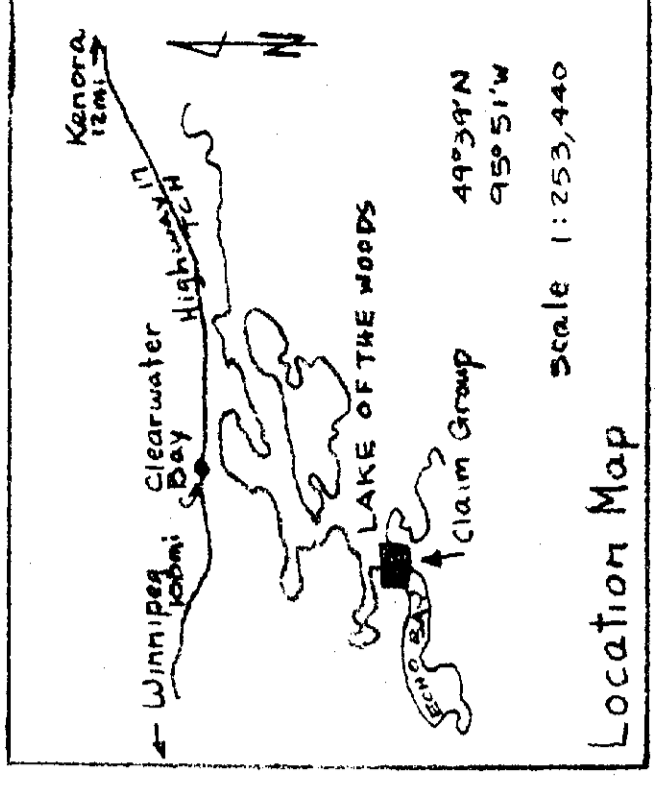 ← Winnipeg
100mi
Clearwater
Bay
Kenora
12mi →
Highway 17
TCH
N
LAKE OF THE WOODS
ECHO BAY
Claim Group
49°39'N
95°51'W
Scale 1:253,440
Location Map